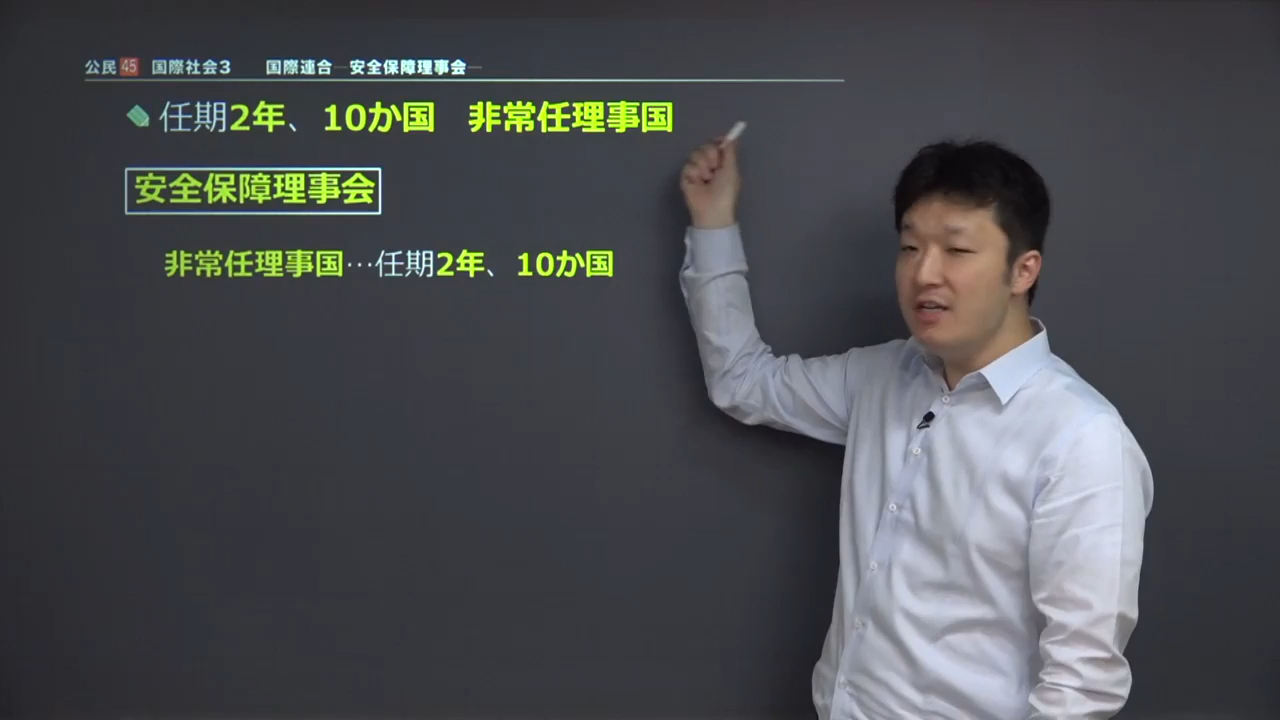 公民 45 国際社会3 国際連合 ―安全保障理事会―
任期2年、10か国 非常任理事国
安全保障理事会
非常任理事国…任期2年、10か国